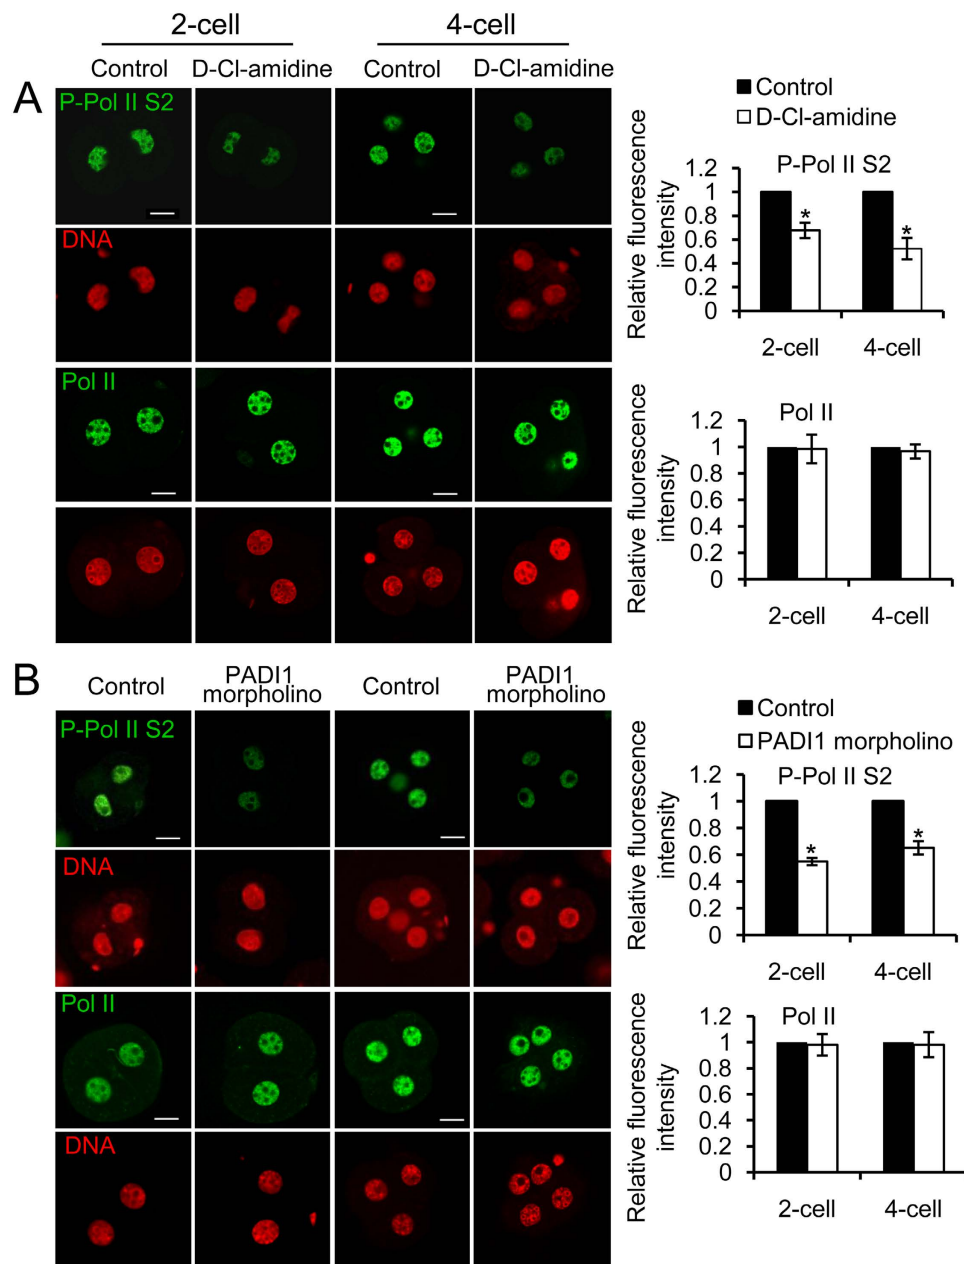 2-cell
4-cell
Control
D-Cl-amidine
Control
D-Cl-amidine
A
P-Pol II S2
DNA
Pol II
Control
D-Cl-amidine
P-Pol II S2
Relative fluorescence
intensity
1.2
1
0.8
0.6
0.4
0.2
0
*
*
2-cell
4-cell
Pol II
Relative fluorescence
intensity
1.2
1
0.8
0.6
0.4
0.2
0
2-cell
4-cell
B
Control
PADI1
morpholino
Control
PADI1
morpholino
P-Pol II S2
DNA
Pol II
DNA
Control
PADI1 morpholino
P-Pol II S2
Relative fluorescence
intensity
1.2
1
0.8
0.6
0.4
0.2
0
*
*
2-cell
4-cell
Pol II
Relative fluorescence
intensity
1.2
1
0.8
0.6
0.4
0.2
0
2-cell
4-cell